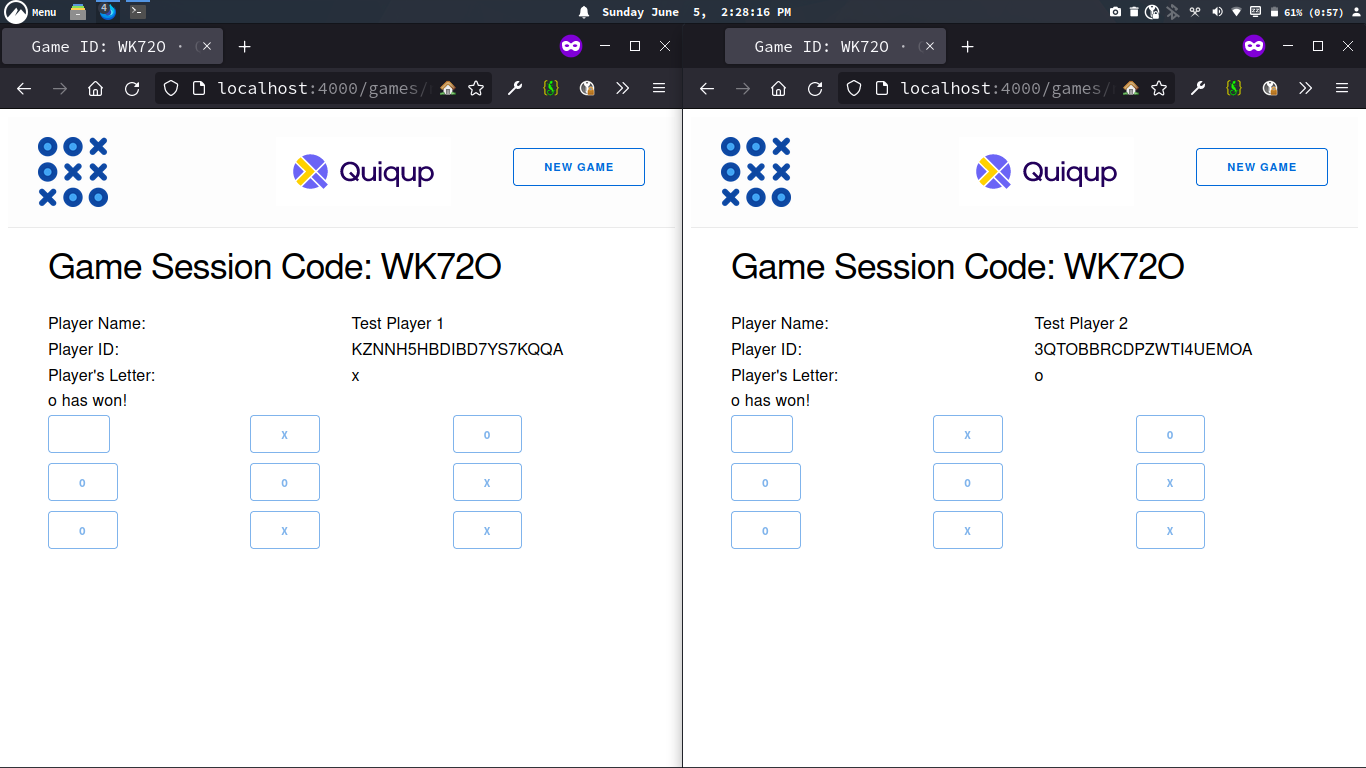 Menu 4 Sunday June 5, 2:28:16 PM 61% (0:57)
Game ID: WK72O ·
localhost:4000/games/
Quiqup
NEW GAME
Game Session Code: WK72O
Player Name: Test Player 1
Player ID: KZNNH5HBDIBD7YS7KQQA
Player's Letter: x
o has won!
X O
O O X
O X X
Game ID: WK72O ·
localhost:4000/games/
Quiqup
NEW GAME
Game Session Code: WK72O
Player Name: Test Player 2
Player ID: 3QTOBBRCDPZWTI4UEMOA
Player's Letter: o
o has won!
X O
O O X
O X X